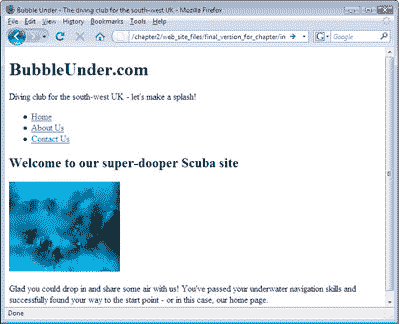 Bubble Under - The diving club for the south-west UK - Mozilla Firefox
File Edit View History Bookmarks Tools Help
/chapter2/web_site_files/final_version_for_chapter/in
Google
BubbleUnder.com
Diving club for the south-west UK - let's make a splash!
Home
About Us
Contact Us
Welcome to our super-dooper Scuba site
Glad you could drop in and share some air with us! You've passed your underwater navigation skills and
successfully found your way to the start point - or in this case, our home page.
Done